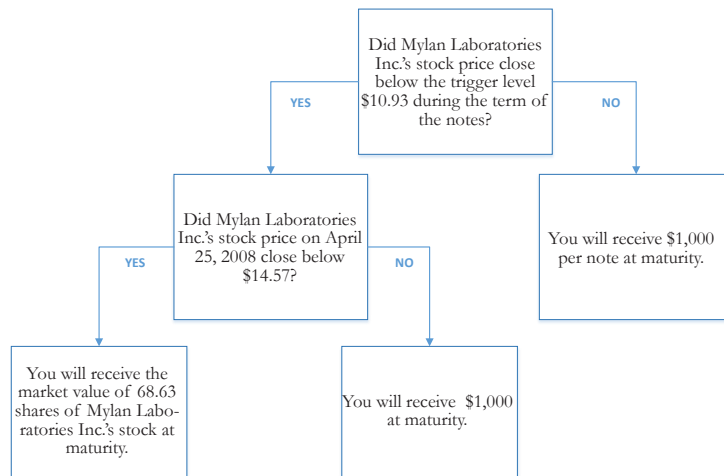 Did Mylan Laboratories
Inc.'s stock price close
below the trigger level
$10.93 during the term of
the notes?
YES
NO
Did Mylan Laboratories
Inc.'s stock price on April
25, 2008 close below
$14.57?
You will receive $1,000
per note at maturity.
YES
NO
You will receive the
market value of 68.63
shares of Mylan Labo-
ratories Inc.'s stock at
maturity.
You will receive $1,000
at maturity.